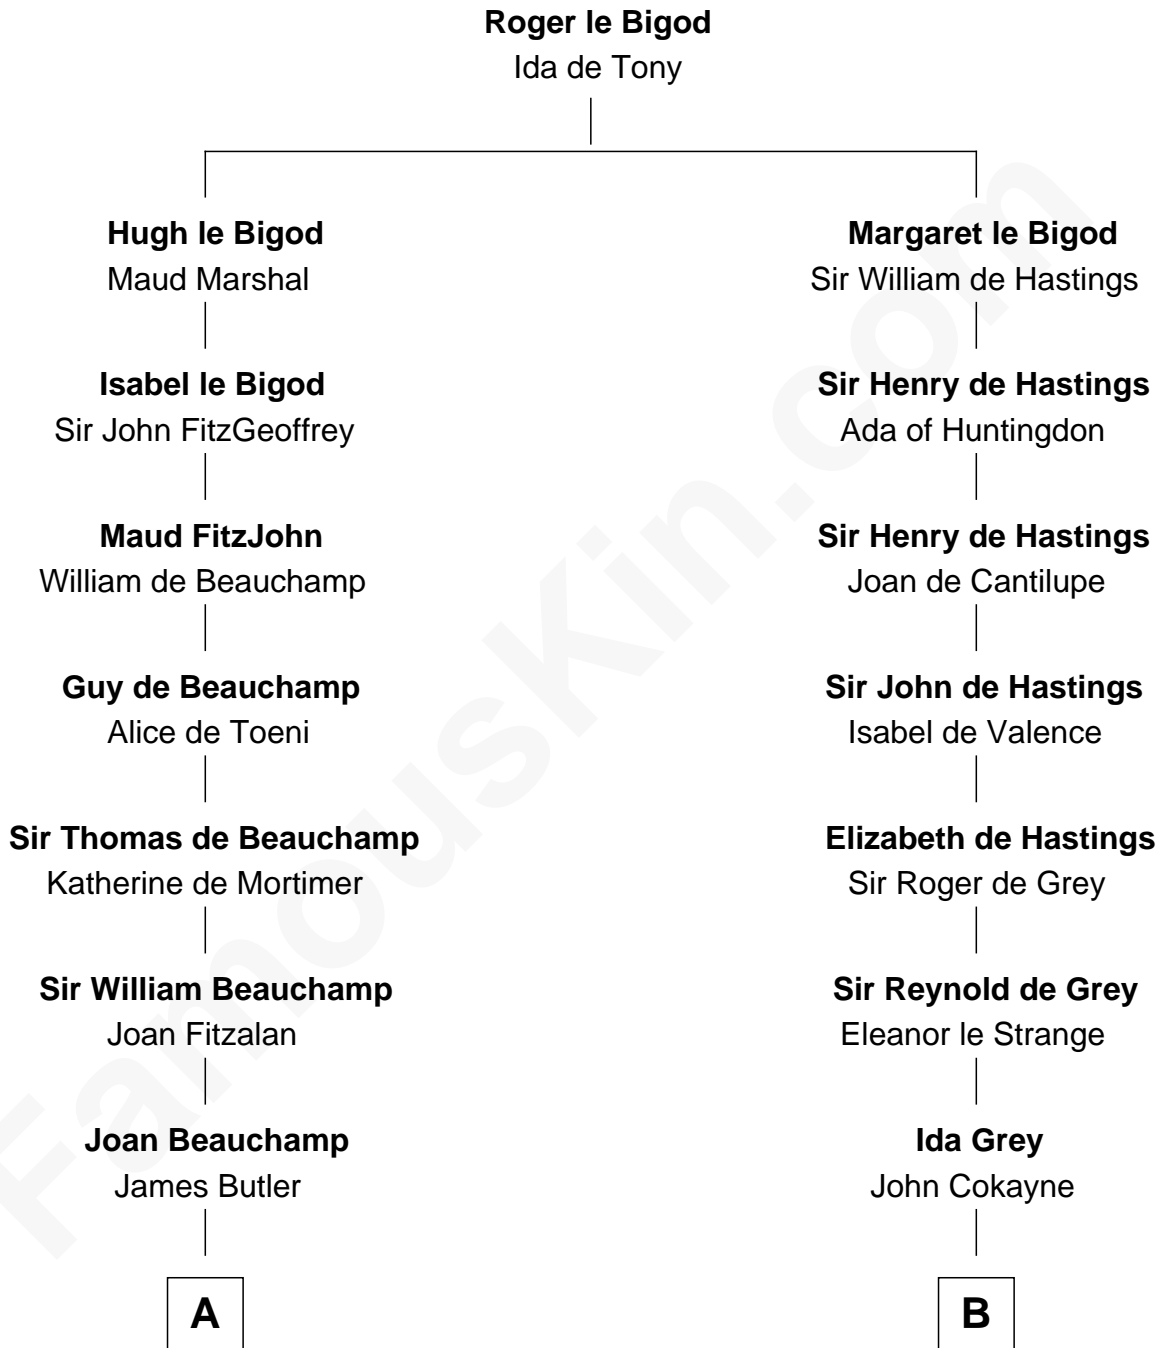 Roger le Bigod
Ida de Tony
Hugh le Bigod
Maud Marshal
Margaret le Bigod
Sir William de Hastings
Isabel le Bigod
Sir John FitzGeoffrey
Sir Henry de Hastings
Ada of Huntingdon
Maud FitzJohn
William de Beauchamp
Sir Henry de Hastings
Joan de Cantilupe
Guy de Beauchamp
Alice de Toeni
Sir John de Hastings
Isabel de Valence
Sir Thomas de Beauchamp
Katherine de Mortimer
Elizabeth de Hastings
Sir Roger de Grey
Sir William Beauchamp
Joan Fitzalan
Sir Reynold de Grey
Eleanor le Strange
Joan Beauchamp
James Butler
Ida Grey
John Cokayne
A
B
FamousKin.com